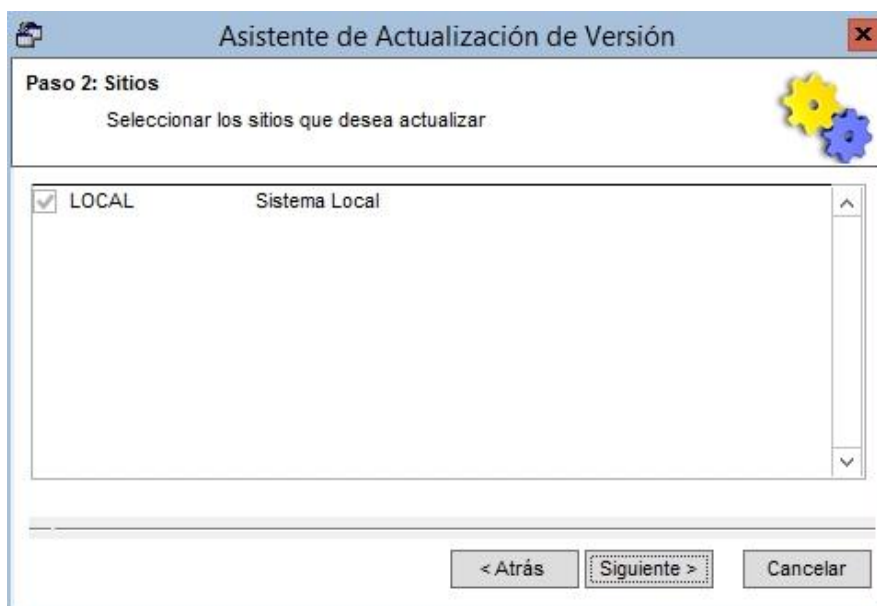 Asistente de Actualización de Versión
Paso 2: Sitios
Seleccionar los sitios que desea actualizar
LOCAL Sistema Local
< Atrás Siguiente > Cancelar